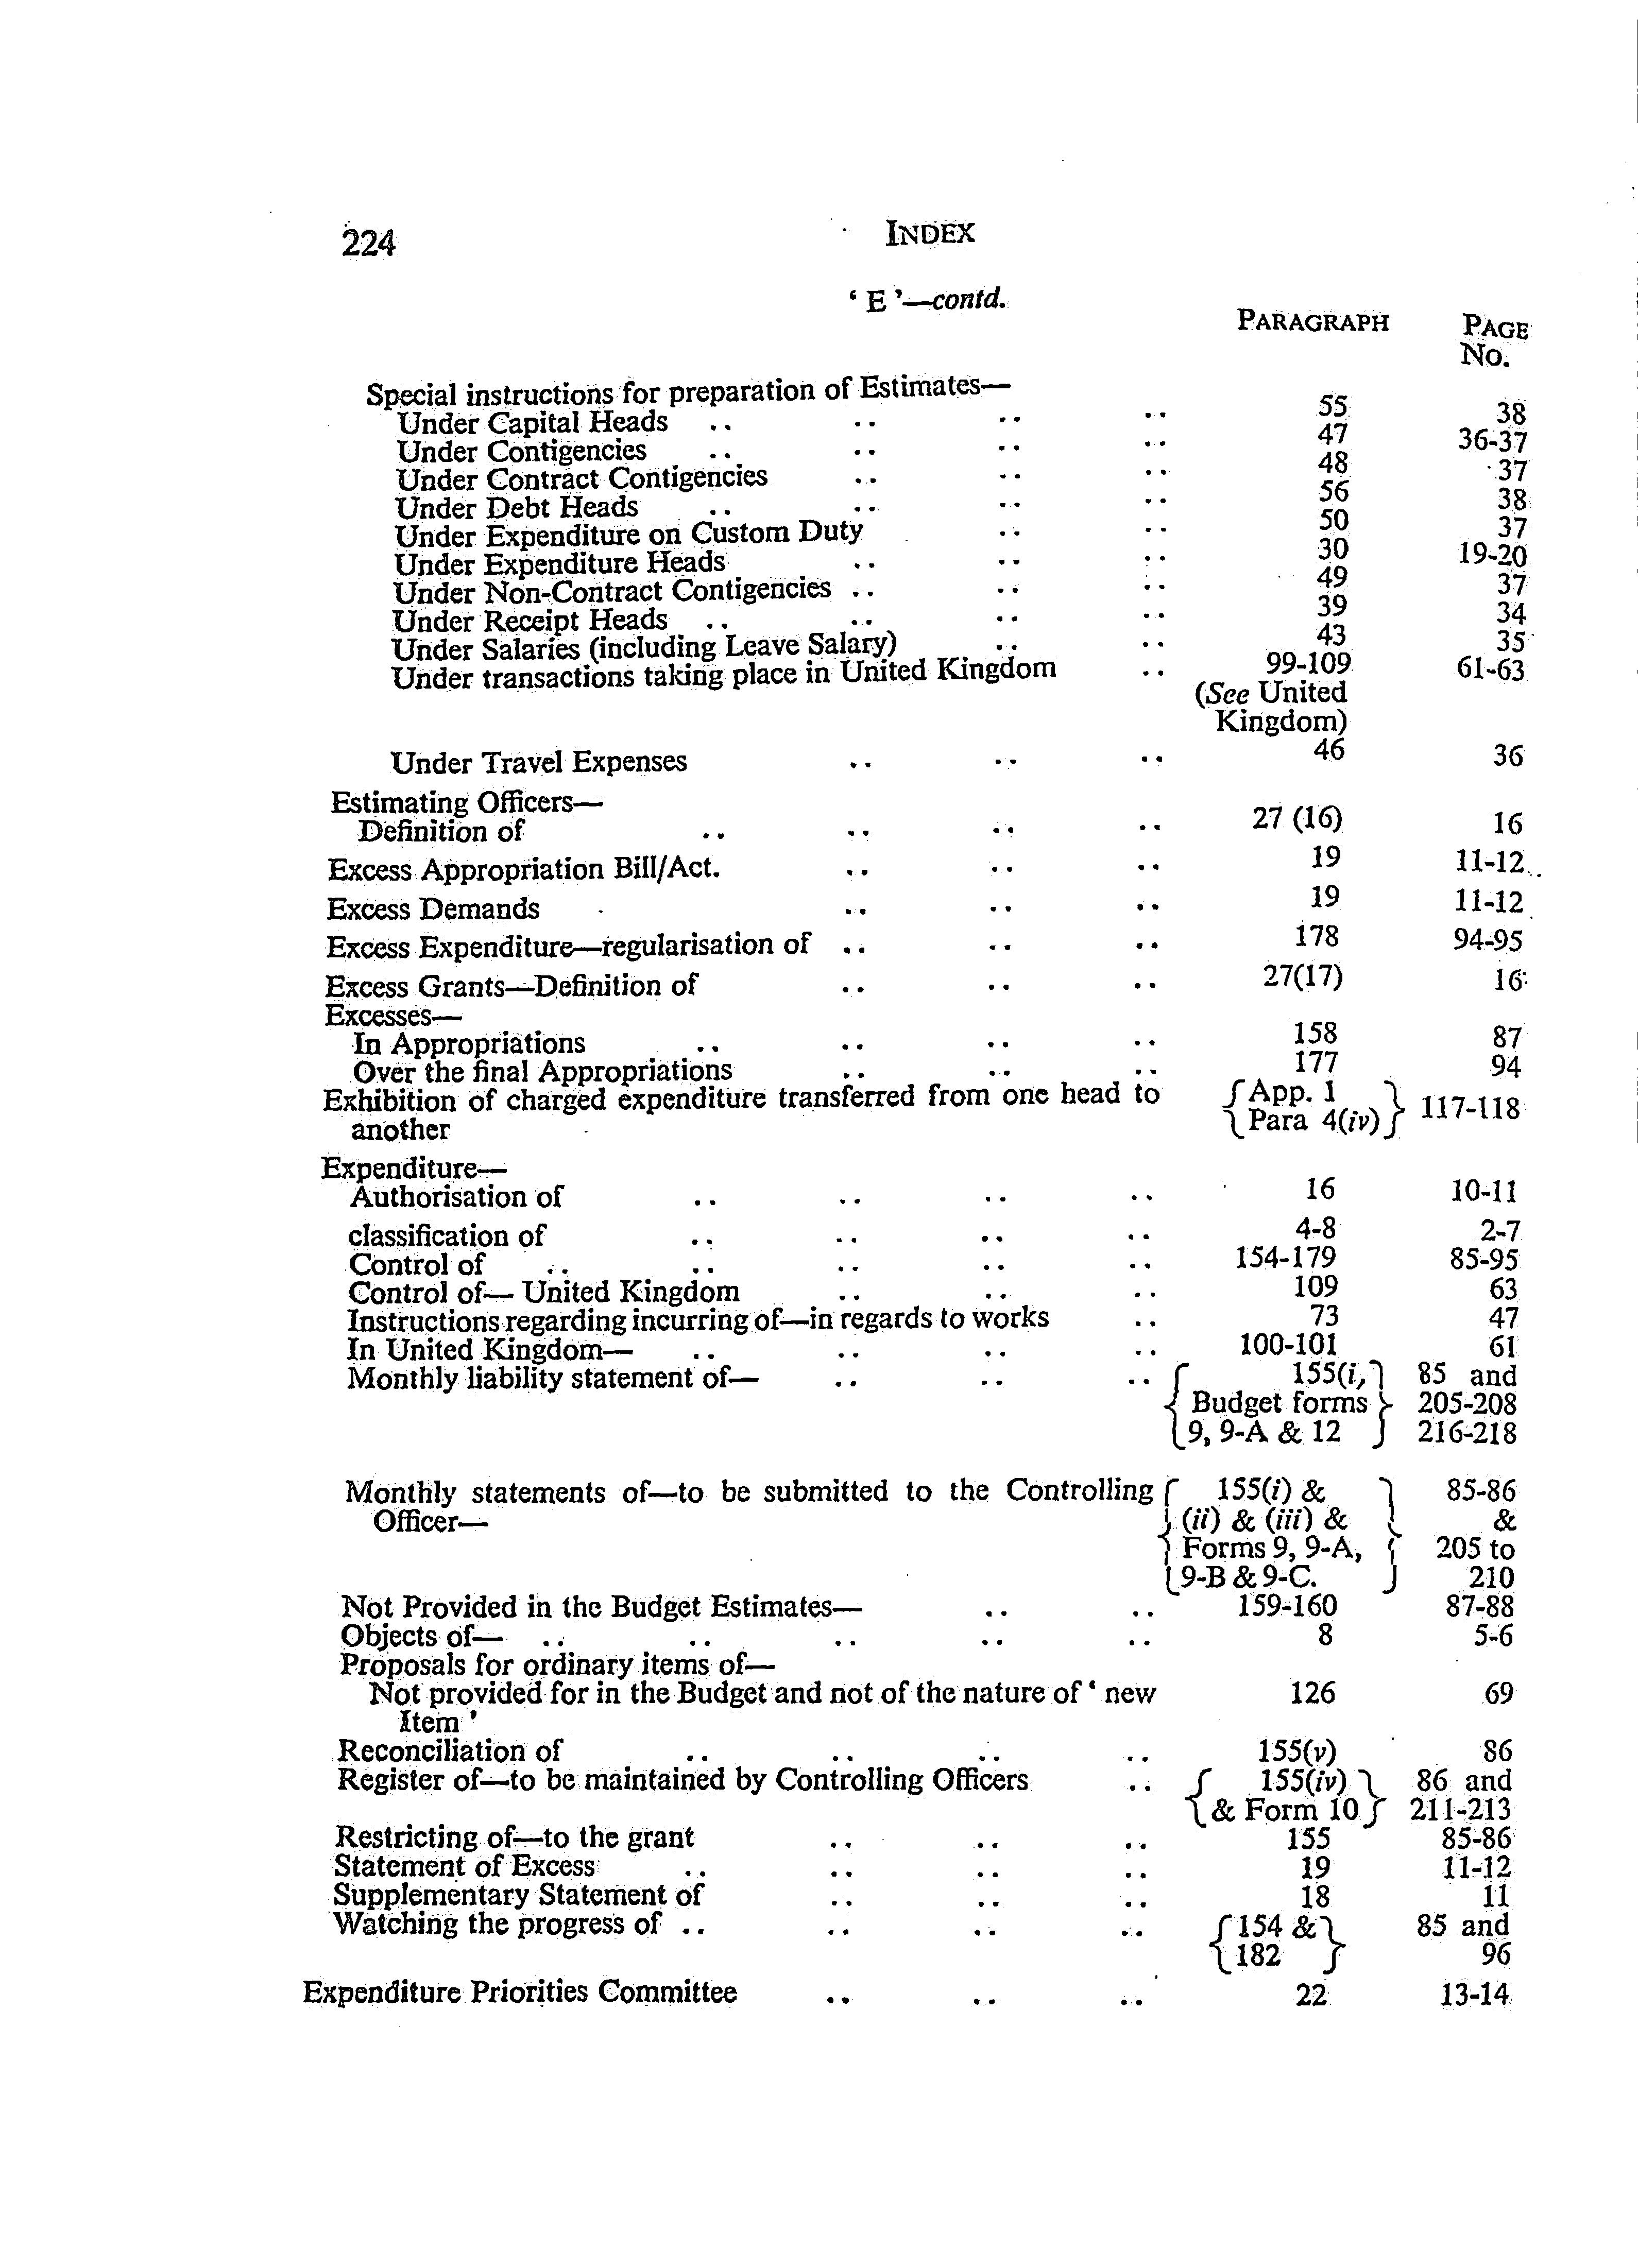 224 INDEX
‘ E ’—contd.
PARAGRAPH PAGE
No.
Special instructions for preparation of Estimates—
Under Capital Heads .. .. .. .. 55 38
Under Contigencies .. .. .. .. 47 36-37
Under Contract Contigencies .. .. .. 48 37
Under Debt Heads .. .. .. .. 56 38
Under Expenditure on Custom Duty .. .. 50 37
Under Expenditure Heads .. .. .. 30 19-20
Under Non-Contract Contigencies .. .. .. 49 37
Under Receipt Heads .. .. .. .. 39 34
Under Salaries (including Leave Salary) .. .. 43 35
Under transactions taking place in United Kingdom .. 99-109 61-63
(See United
Kingdom)
Under Travel Expenses .. .. .. 46 36
Estimating Officers—
Definition of .. .. .. .. 27 (16) 16
Excess Appropriation Bill/Act. .. .. .. 19 11-12
Excess Demands .. .. .. 19 11-12
Excess Expenditure—regularisation of .. .. .. 178 94-95
Excess Grants—Definition of .. .. .. 27(17) 16
Excesses—
In Appropriations .. .. .. .. 158 87
Over the final Appropriations .. .. .. 177 94
Exhibition of charged expenditure transferred from one head to { App. 1 } 117-118
another { Para 4(iv) }
Expenditure—
Authorisation of .. .. .. .. 16 10-11
classification of .. .. .. .. 4-8 2-7
Control of .. .. .. .. .. 154-179 85-95
Control of— United Kingdom .. .. .. 109 63
Instructions regarding incurring of—in regards to works .. 73 47
In United Kingdom— .. .. .. .. 100-101 61
Monthly liability statement of— .. .. .. { 155(i,} 85 and
{ Budget forms } 205-208
{ 9, 9-A & 12 } 216-218
Monthly statements of—to be submitted to the Controlling { 155(i) & } 85-86
Officer— { (ii) & (iii) & } &
{ Forms 9, 9-A, } 205 to
{ 9-B & 9-C. } 210
Not Provided in the Budget Estimates— .. .. 159-160 87-88
Objects of— .. .. .. .. .. 8 5-6
Proposals for ordinary items of—
Not provided for in the Budget and not of the nature of ‘ new 126 69
Item ’
Reconciliation of .. .. .. .. 155(v) 86
Register of—to be maintained by Controlling Officers .. { 155(iv) } 86 and
{ & Form 10 } 211-213
Restricting of—to the grant .. .. .. 155 85-86
Statement of Excess .. .. .. .. 19 11-12
Supplementary Statement of .. .. .. 18 11
Watching the progress of .. .. .. .. { 154 & } 85 and
{ 182 } 96
Expenditure Priorities Committee .. .. .. 22 13-14